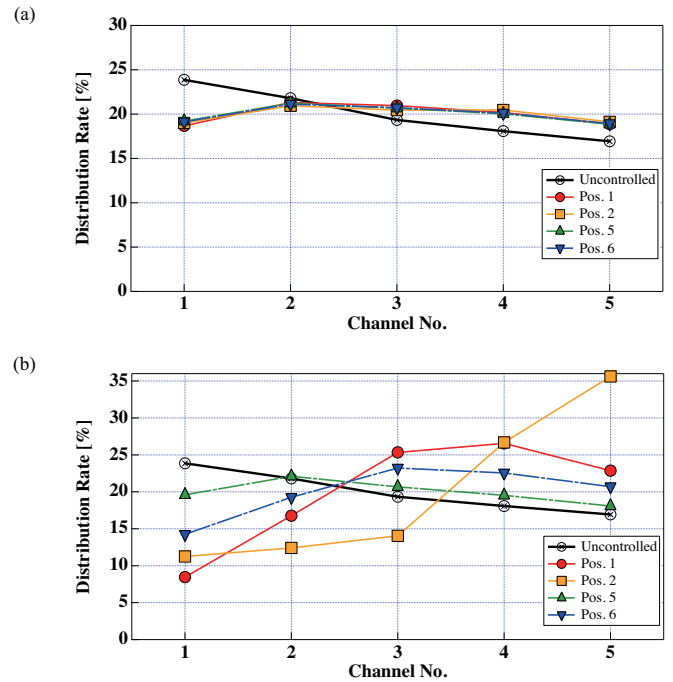 (a)
Distribution Rate [%]
30
25
20
15
10
5
0
Uncontrolled
Pos. 1
Pos. 2
Pos. 5
Pos. 6
1 2 3 4 5
Channel No.
(b)
Distribution Rate [%]
35
30
25
20
15
10
5
0
Uncontrolled
Pos. 1
Pos. 2
Pos. 5
Pos. 6
1 2 3 4 5
Channel No.